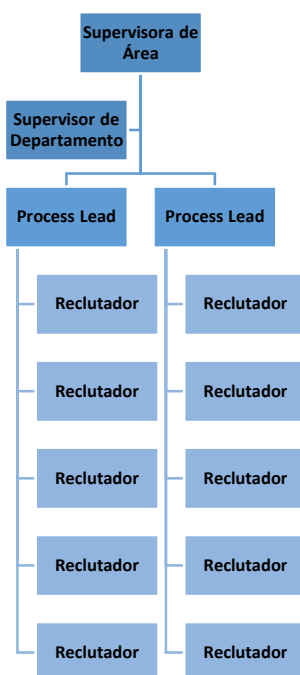 Supervisora de
Área
Supervisor de
Departamento
Process Lead
Process Lead
Reclutador
Reclutador
Reclutador
Reclutador
Reclutador
Reclutador
Reclutador
Reclutador
Reclutador
Reclutador